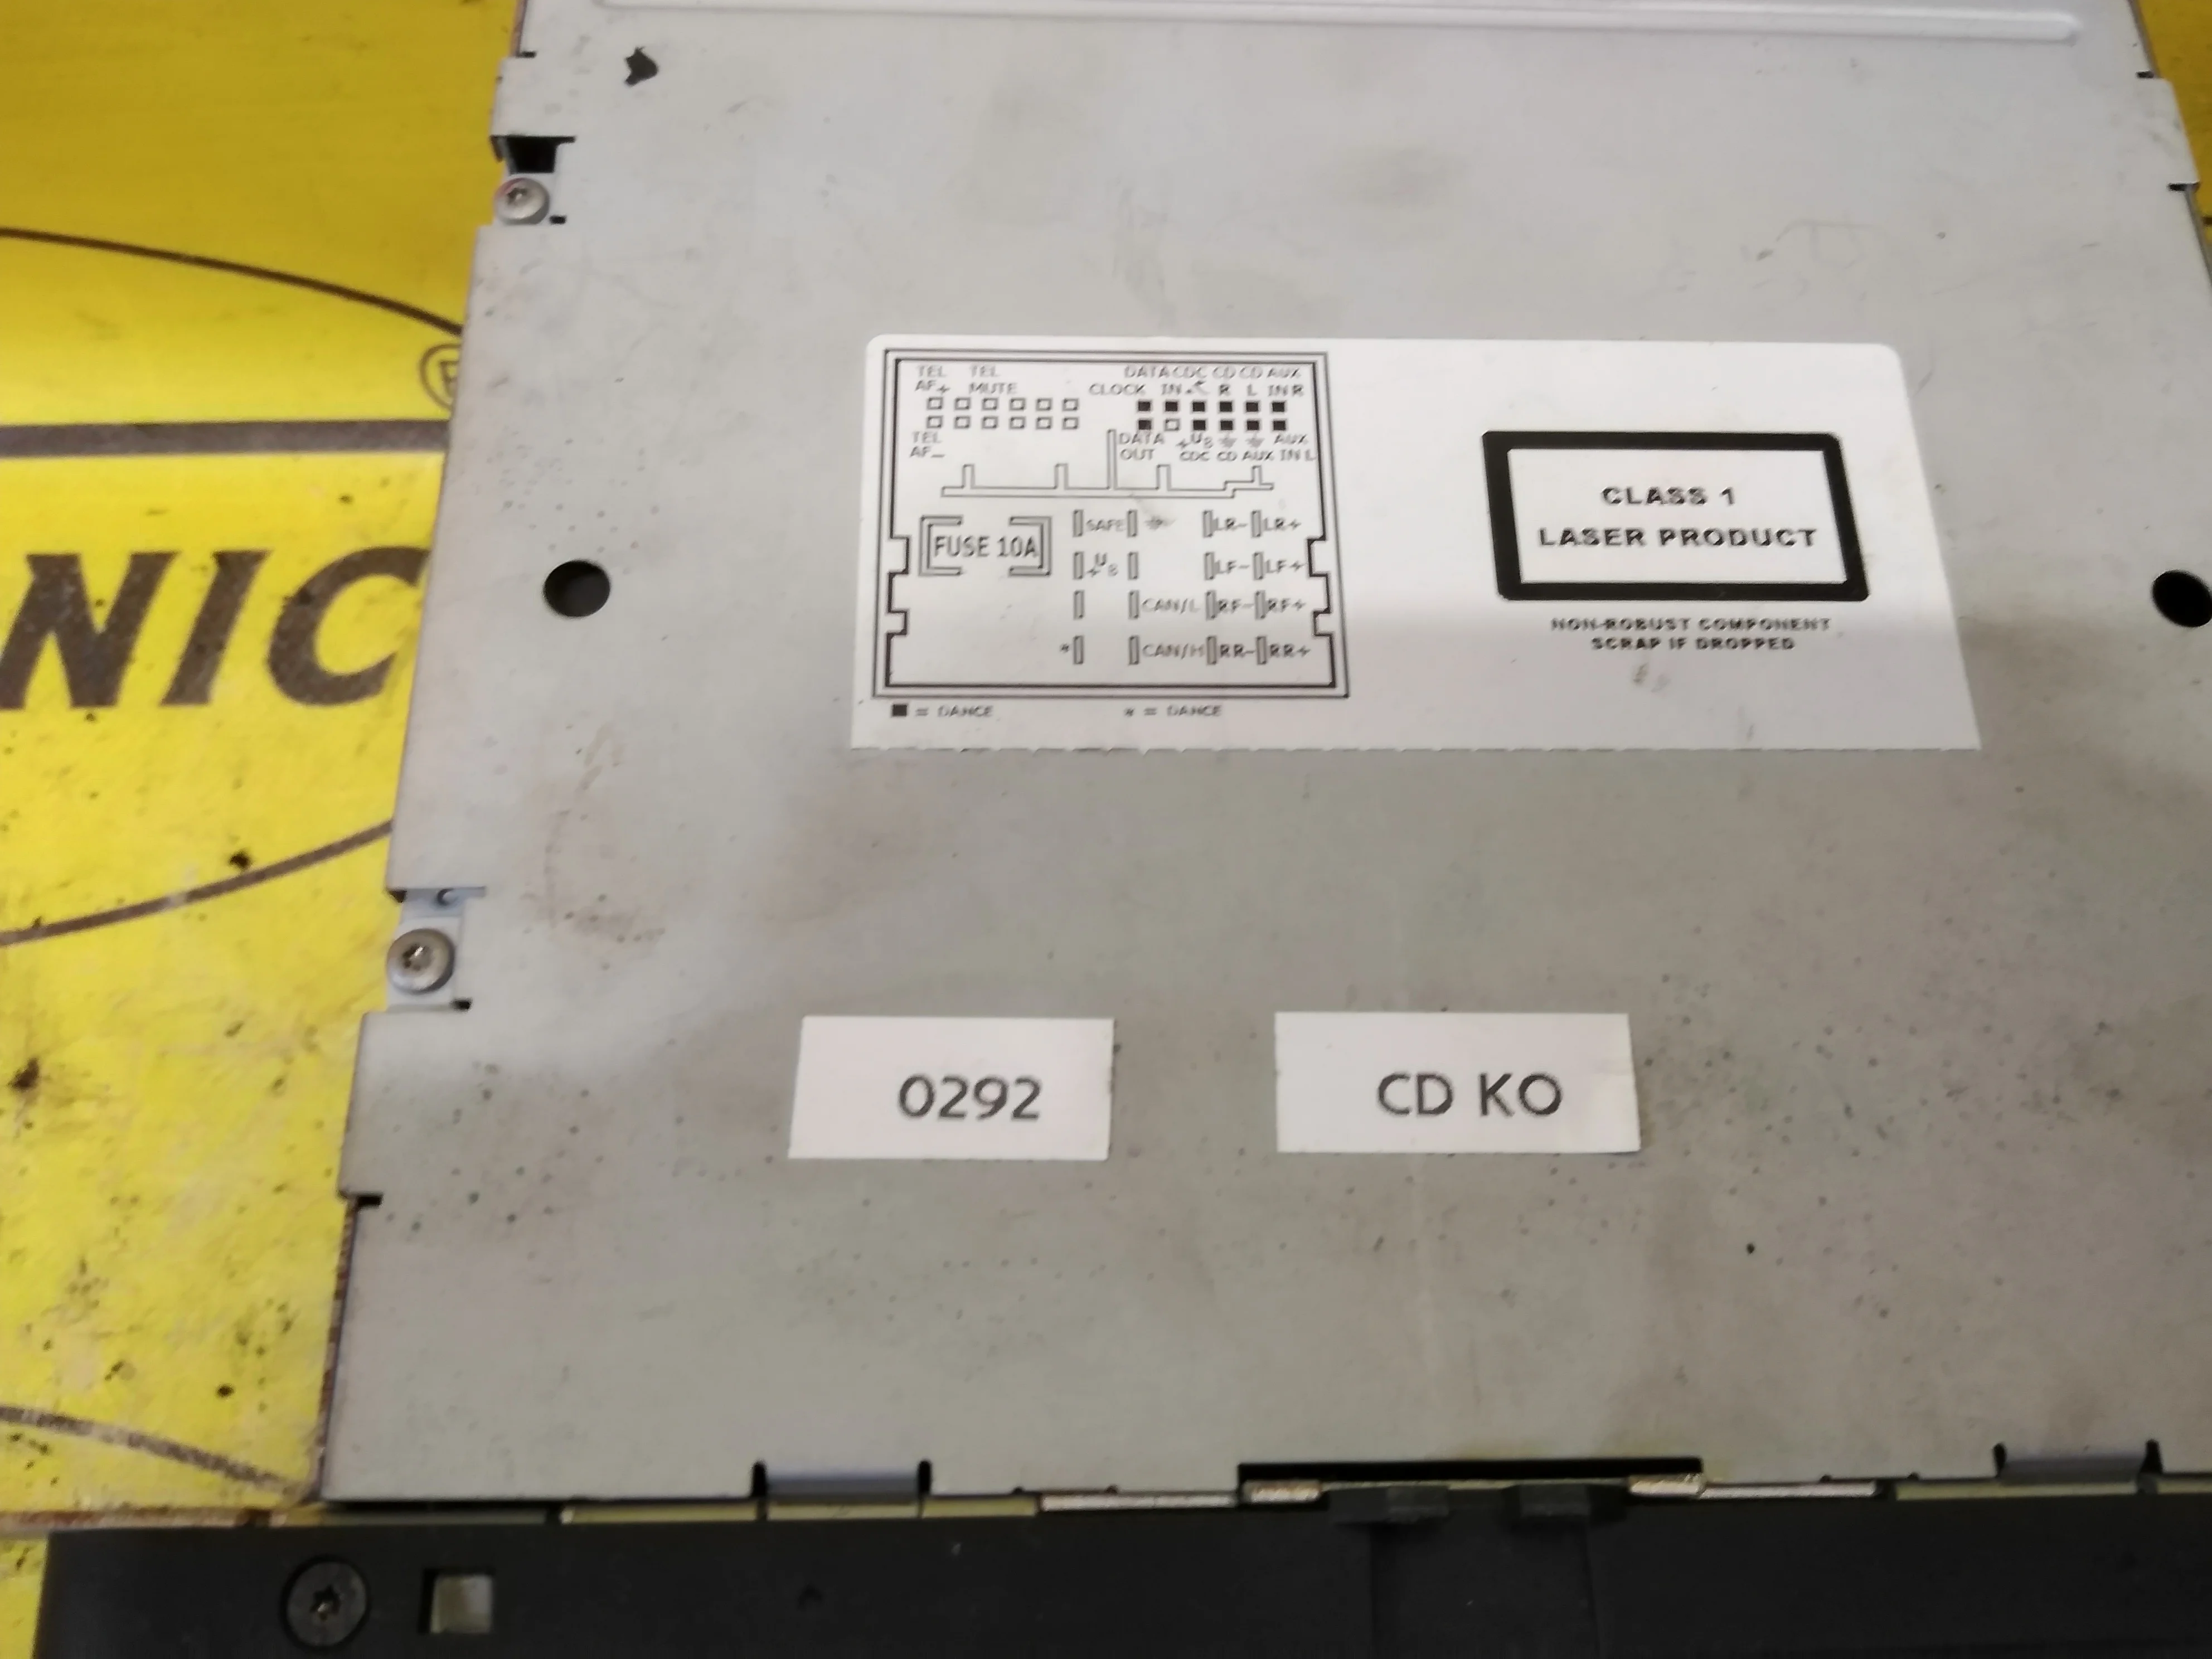 TEL TEL DATA CDC CD CD AUX
AF+ MUTE CLOCK IN R L IN R
TEL DATA +UB AUX
AF- OUT CDC CD AUX IN L
SAFE LR- LR+
FUSE 10A
+UB LF- LF+
CAN/L RF- RF+
* CAN/H RR- RR+
■ = DANCE * = DANCE
CLASS 1
LASER PRODUCT
NON-ROBUST COMPONENT
SCRAP IF DROPPED
NIC
0292
CD KO